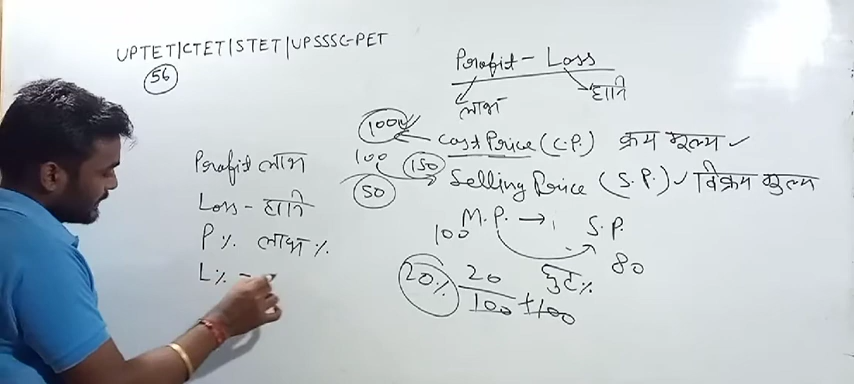 UPTET|CTET|STET|UPSSSC-PET
56
Profit - Loss
लाभ हानि
100
Cost Price (C.P.) क्रय मूल्य
100 150
50 Selling Price (S.P.) विक्रय मूल्य
M.P. → S.P.
100 80
20% 20/100 × 100 छुट%
Profit लाभ
Loss - हानि
P% लाभ%
L% -